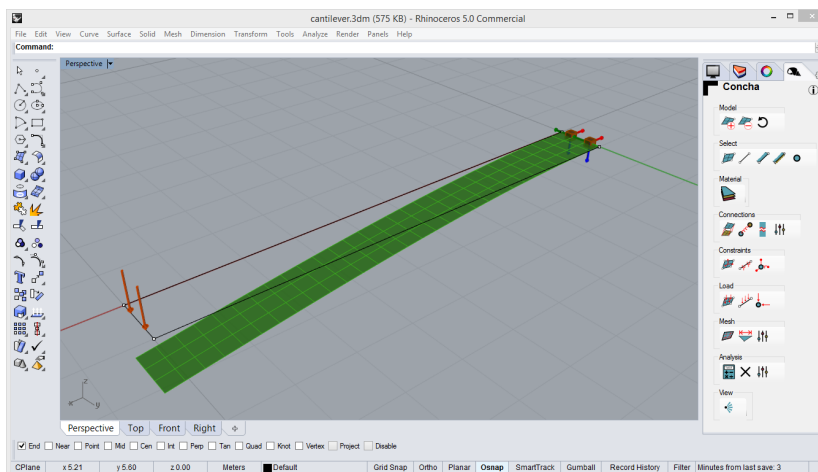 cantilever.3dm (575 KB) - Rhinoceros 5.0 Commercial
File Edit View Curve Surface Solid Mesh Dimension Transform Tools Analyze Render Panels Help
Command:
Perspective
Concha
Model
Select
Material
Connections
Constraints
Load
Mesh
Analysis
View
z
x
y
Perspective Top Front Right
End Near Point Mid Cen Int Perp Tan Quad Knot Vertex Project Disable
CPlane x 5.21 y 5.60 z 0.00 Meters Default Grid Snap Ortho Planar Osnap SmartTrack Gumball Record History Filter Minutes from last save: 3